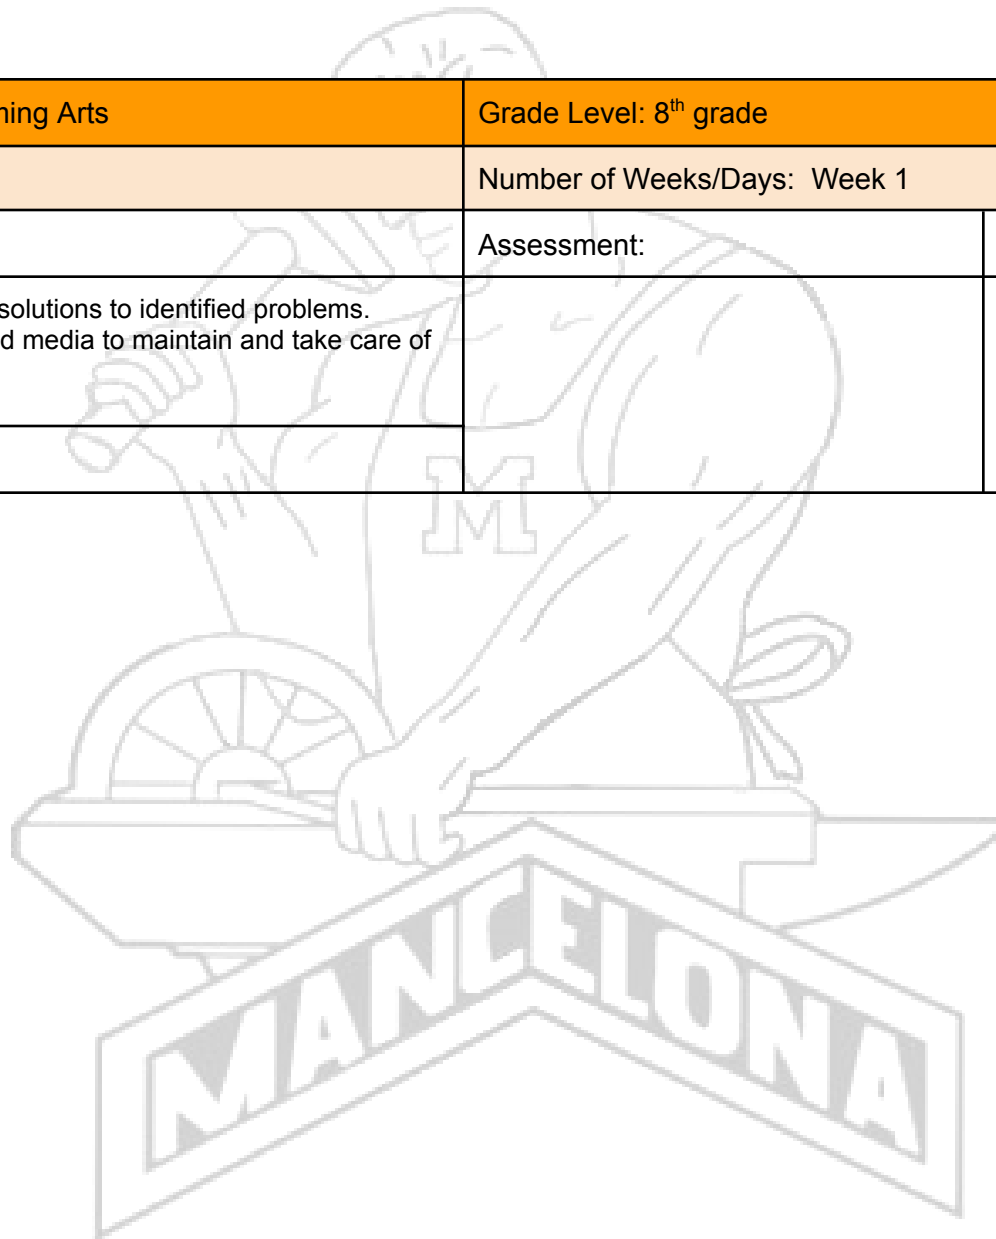 ning Arts
Grade Level: 8th grade
Number of Weeks/Days: Week 1
Assessment:
solutions to identified problems.
d media to maintain and take care of
M
MANCELONA